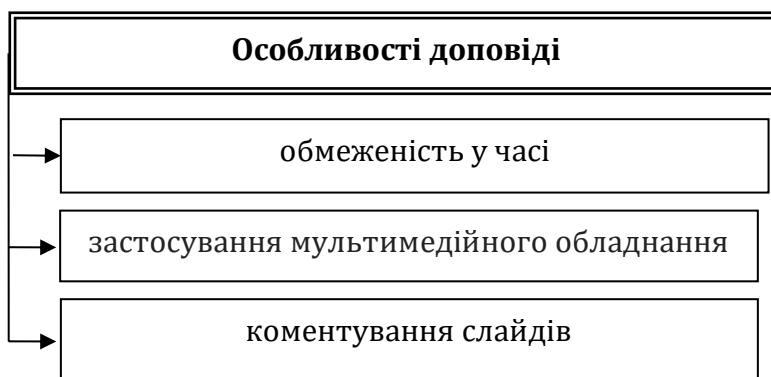 Особливості доповіді
обмеженість у часі
застосування мультимедійного обладнання
коментування слайдів